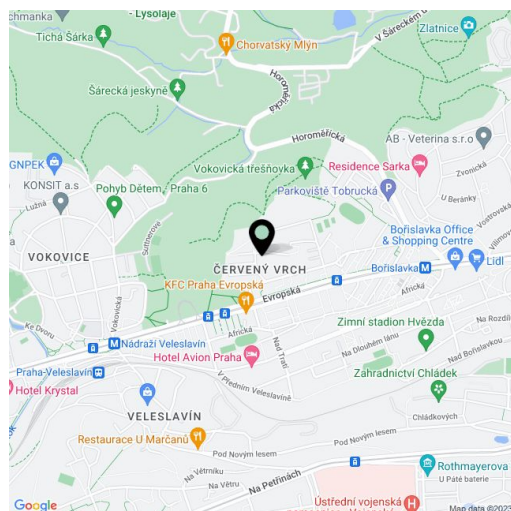 chmanka
- Lysolaje
Tichá Šárka
Chorvatský Mlýn
V Šáreckém ú
Zlatnice
Šárecká jeskyně
Horoměřická
Horoměřická
AB - Veterina s.r.o
GNPEK
KONSIT a.s
Lužná
Pohyb Dětem, Praha 6
Vokovická třešňovka
Residence Sarka
Parkoviště Tobrucká
P
Zvonická
U Beránky
Vostrovská
Vilímov
Suttnerové
VOKOVICE
Bořislavka Office
& Shopping Centre
ČERVENÝ VRCH
Bořislavka
M
Lidl
KFC Praha Evropská
Evropská
Africká
Vokovická
Ke Dvoru
Africká
Zimní stadion Hvězda
Na Rozdíl
M
Nádraží Veleslavín
Hotel Avion Praha
Nad Tratí
Na Dlouhém lánu
Nad Bořislavkou
Praha-Veleslavín
Hotel Krystal
V Předním Veleslavíně
Zahradnictví Chládek
VELESLAVÍN
Chládkových
Restaurace U Marčanů
Pod Novým lesem
Pod Novým lesem
Na Větrníku
Na Větru
Na Petřinách
Rothmayerova
U Páté baterie
Ústřední vojenská
H
Google
Map data ©2023